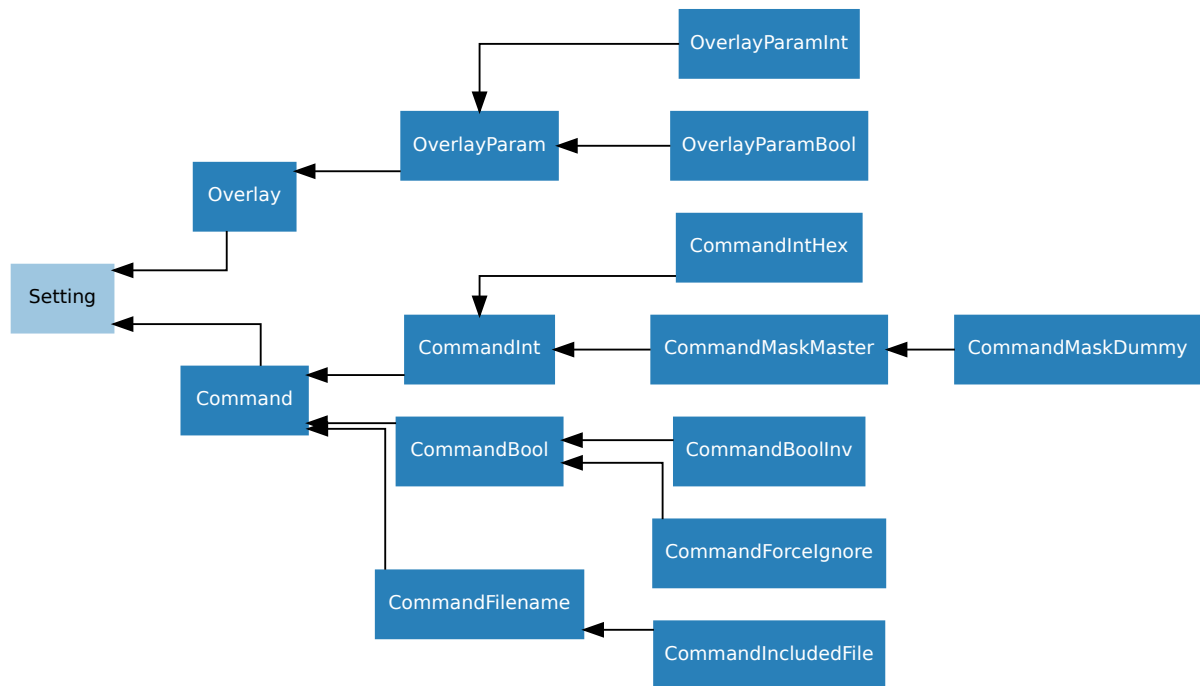 OverlayParamInt
OverlayParam
OverlayParamBool
Overlay
CommandIntHex
Setting
CommandInt
CommandMaskMaster
CommandMaskDummy
Command
CommandBool
CommandBoolInv
CommandForceIgnore
CommandFilename
CommandIncludedFile